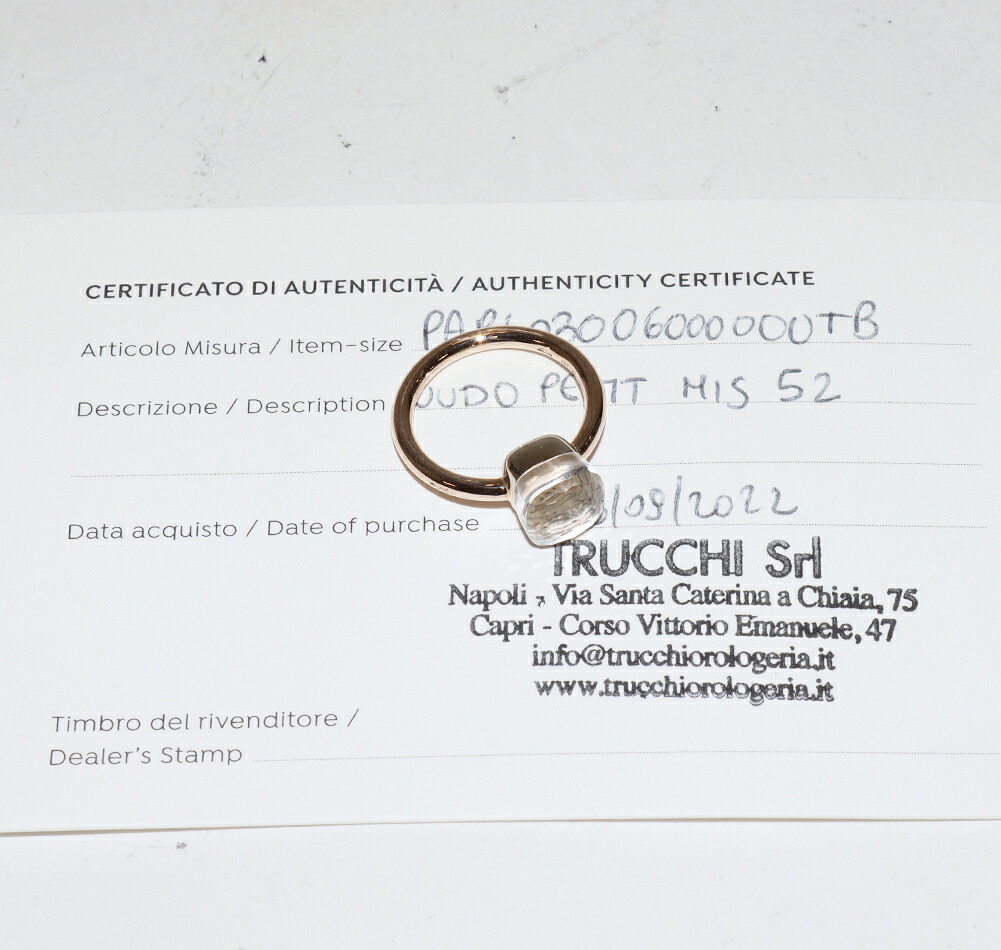 CERTIFICATO DI AUTENTICITÀ / AUTHENTICITY CERTIFICATE
Articolo Misura / Item-size
Descrizione / Description PETIT MIS 52
Data acquisto / Date of purchase /09/2022
TRUCCHI Srl
Napoli - Via Santa Caterina a Chiaia, 75
Capri - Corso Vittorio Emanuele, 47
info@trucchiorologeria.it
www.trucchiorologeria.it
Timbro del rivenditore /
Dealer's Stamp